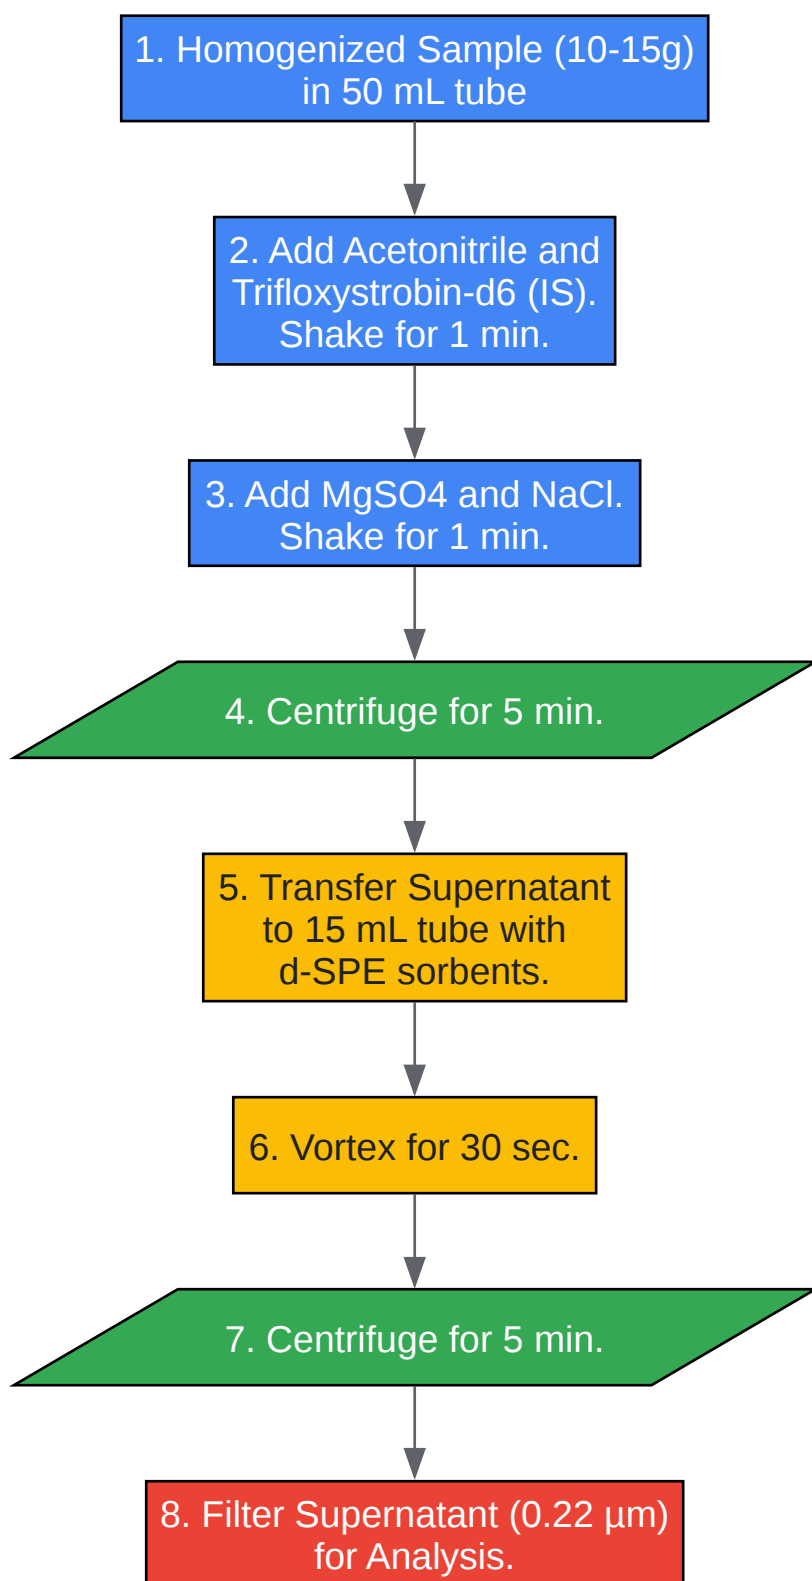 1. Homogenized Sample (10-15g)
in 50 mL tube
2. Add Acetonitrile and
Trifloxystrobin-d6 (IS).
Shake for 1 min.
3. Add MgSO4 and NaCl.
Shake for 1 min.
4. Centrifuge for 5 min.
5. Transfer Supernatant
to 15 mL tube with
d-SPE sorbents.
6. Vortex for 30 sec.
7. Centrifuge for 5 min.
8. Filter Supernatant (0.22 µm)
for Analysis.